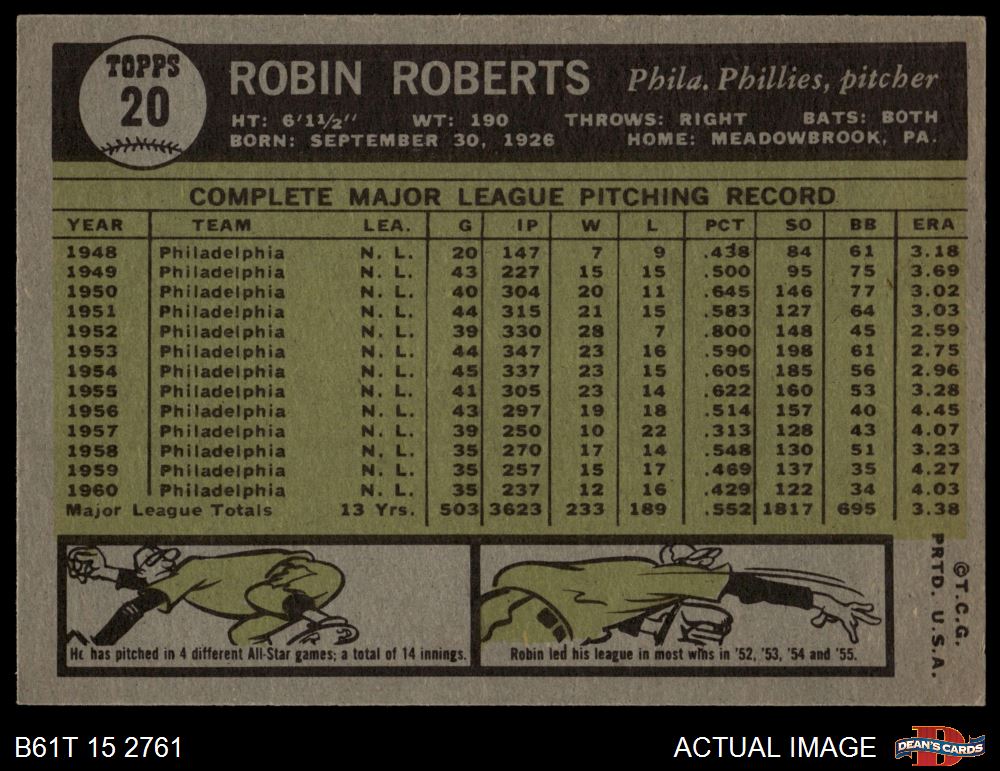 TOPPS
20
ROBIN ROBERTS Phila. Phillies, pitcher
HT: 6'1½" WT: 190 THROWS: RIGHT BATS: BOTH
BORN: SEPTEMBER 30, 1926 HOME: MEADOWBROOK, PA.
COMPLETE MAJOR LEAGUE PITCHING RECORD
YEAR TEAM LEA. G IP W L PCT SO BB ERA
1948 Philadelphia N. L. 20 147 7 9 .438 84 61 3.18
1949 Philadelphia N. L. 43 227 15 15 .500 95 75 3.69
1950 Philadelphia N. L. 40 304 20 11 .645 146 77 3.02
1951 Philadelphia N. L. 44 315 21 15 .583 127 64 3.03
1952 Philadelphia N. L. 39 330 28 7 .800 148 45 2.59
1953 Philadelphia N. L. 44 347 23 16 .590 198 61 2.75
1954 Philadelphia N. L. 45 337 23 15 .605 185 56 2.96
1955 Philadelphia N. L. 41 305 23 14 .622 160 53 3.28
1956 Philadelphia N. L. 43 297 19 18 .514 157 40 4.45
1957 Philadelphia N. L. 39 250 10 22 .313 128 43 4.07
1958 Philadelphia N. L. 35 270 17 14 .548 130 51 3.23
1959 Philadelphia N. L. 35 257 15 17 .469 137 35 4.27
1960 Philadelphia N. L. 35 237 12 16 .429 122 34 4.03
Major League Totals 13 Yrs. 503 3623 233 189 .552 1817 695 3.38
He has pitched in 4 different All-Star games; a total of 14 innings.
Robin led his league in most wins in '52, '53, '54 and '55.
©T.C.G.
PRTD. U.S.A.
B61T 15 2761
ACTUAL IMAGE
DEAN'S CARDS